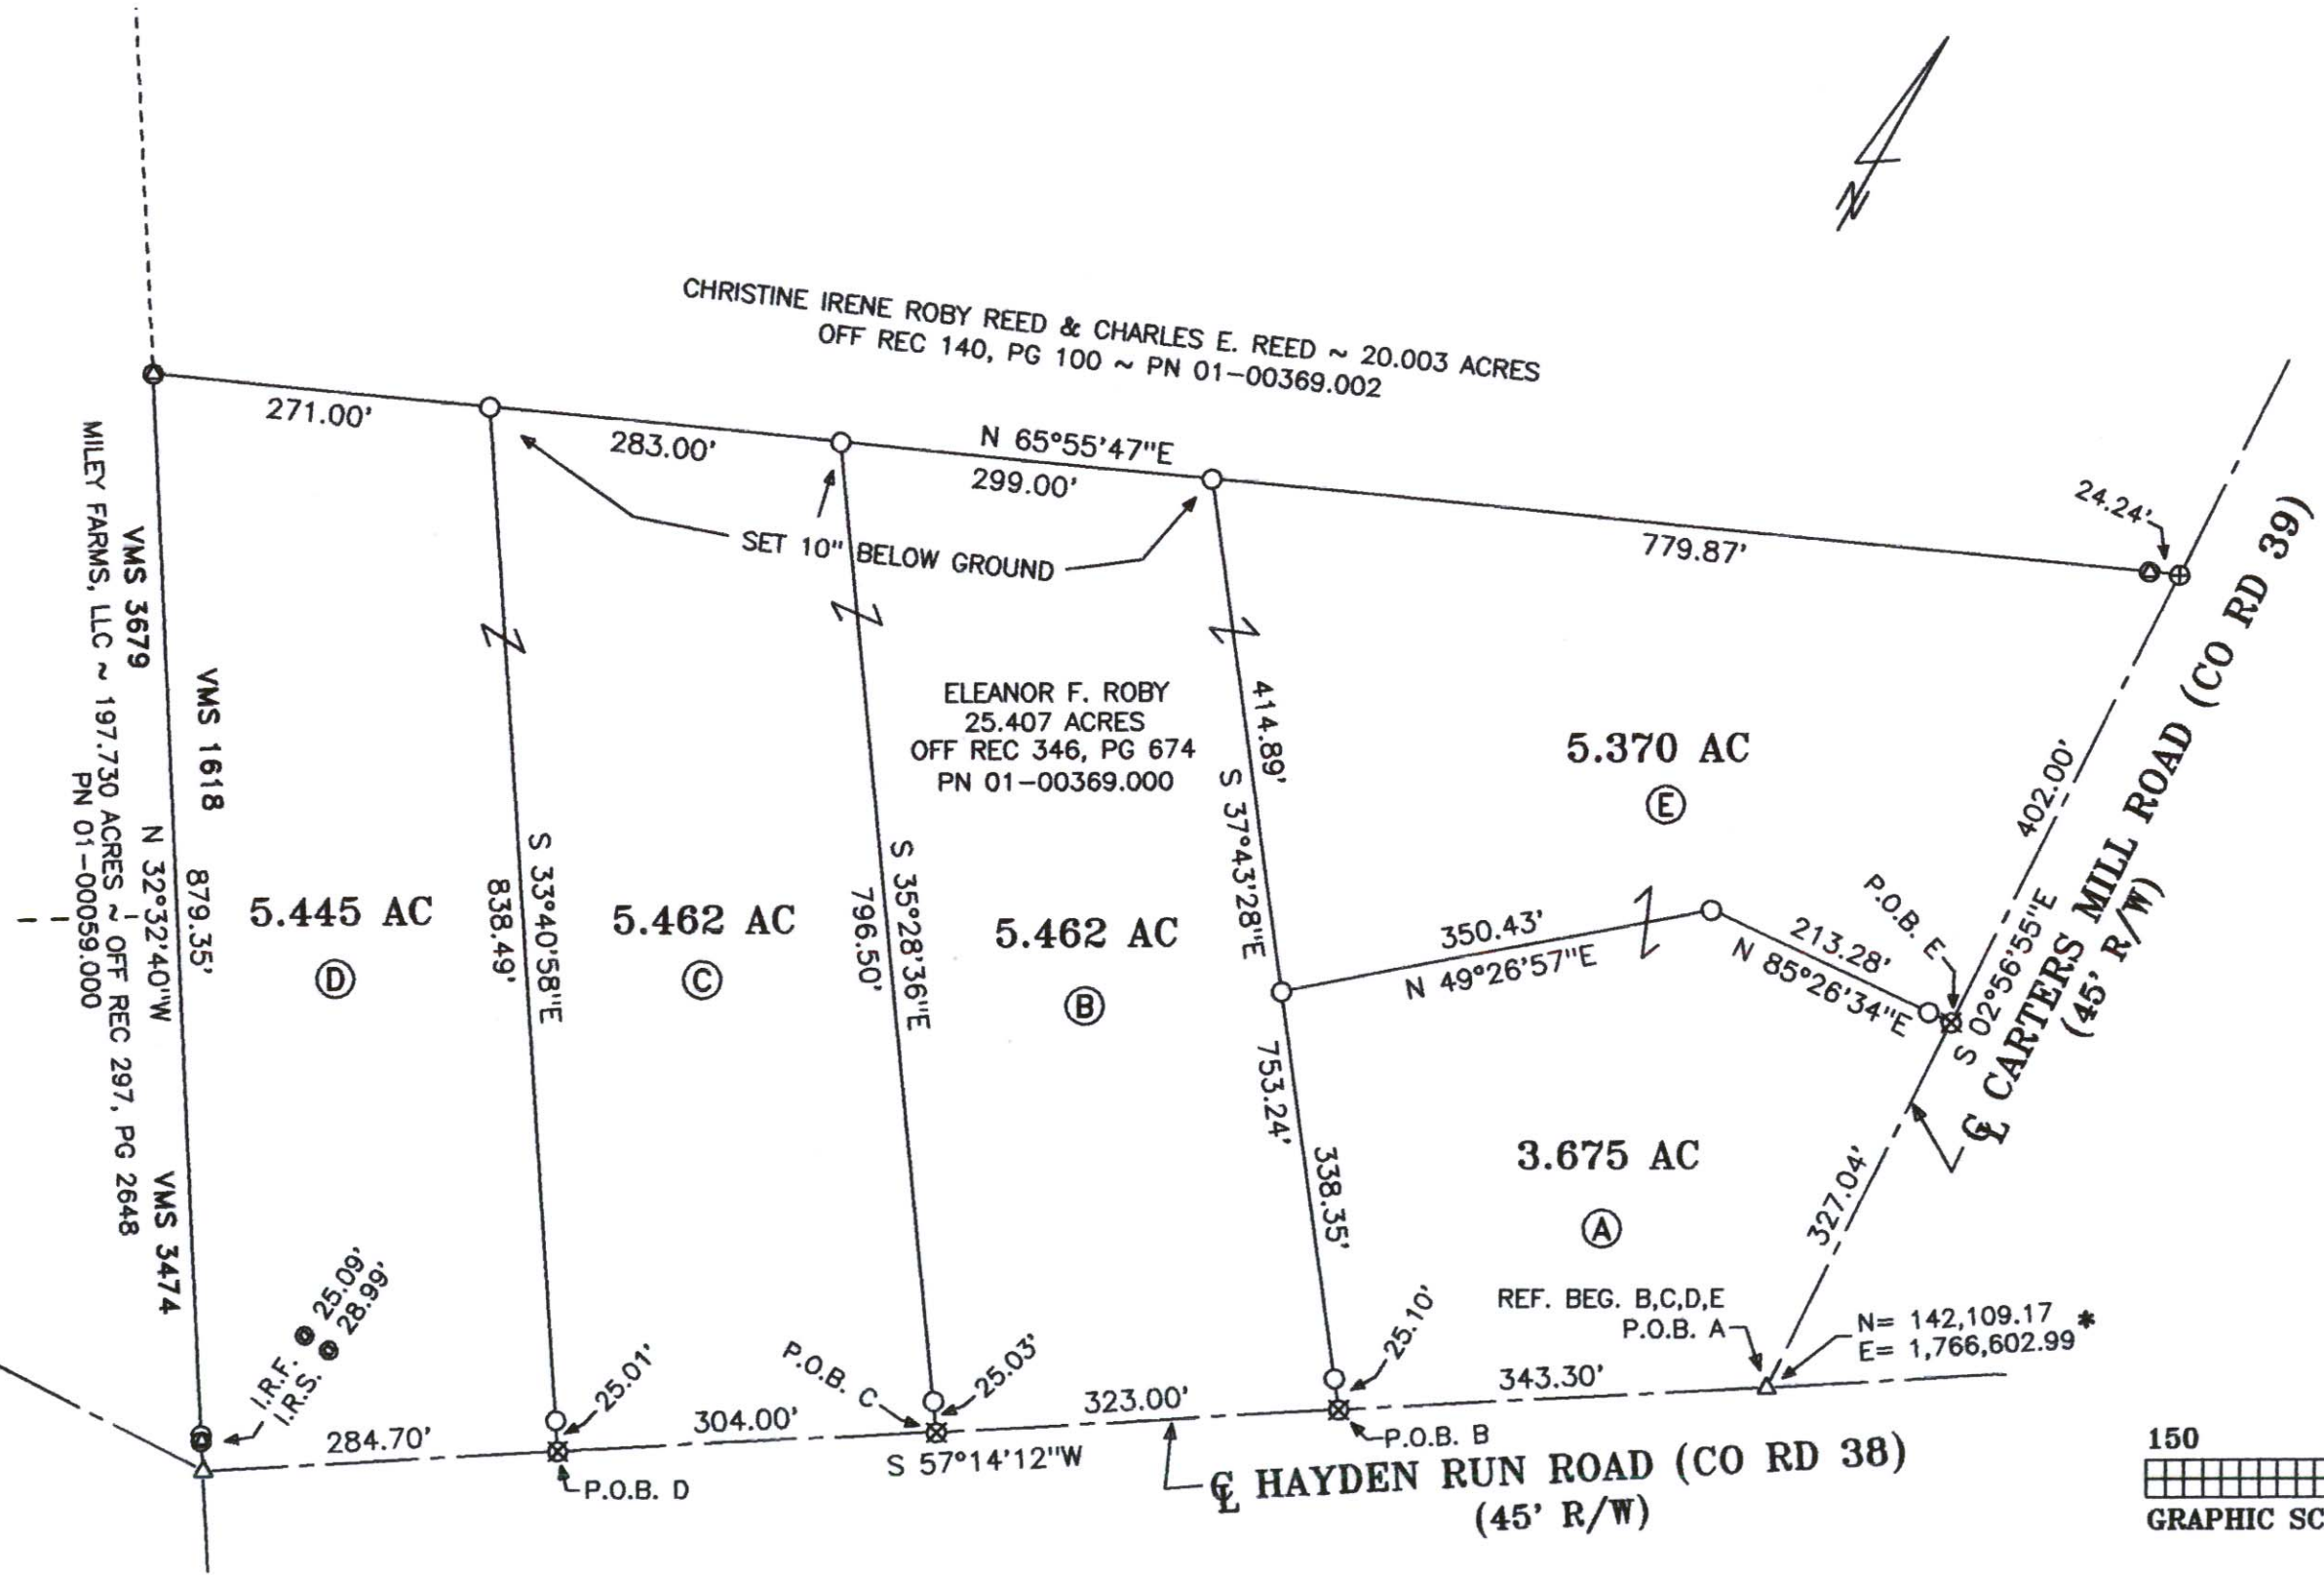 N
CHRISTINE IRENE ROBY REED & CHARLES E. REED ~ 20.003 ACRES
OFF REC 140, PG 100 ~ PN 01-00369.002
271.00'
283.00'
N 65°55'47"E
299.00'
779.87'
24.24'
SET 10" BELOW GROUND
MILEY FARMS, LLC ~ 197.730 ACRES ~ OFF REC 297, PG 2648
PN 01-00059.000
VMS 3679
VMS 1618
VMS 3474
N 32°32'40"W
879.35'
5.445 AC
D
S 33°40'58"E
838.49'
5.462 AC
C
S 35°28'36"E
796.50'
ELEANOR F. ROBY
25.407 ACRES
OFF REC 346, PG 674
PN 01-00369.000
5.462 AC
B
414.89'
S 37°43'28"E
753.24'
338.35'
5.370 AC
E
350.43'
N 49°26'57"E
213.28'
N 85°26'34"E
P.O.B. E
402.00'
S 02°56'55"E
℄ CARTERS MILL ROAD (CO RD 39)
(45' R/W)
327.04'
3.675 AC
A
REF. BEG. B,C,D,E
P.O.B. A
N= 142,109.17 *
E= 1,766,602.99
I.R.F. @ 25.09'
I.R.S. @ 28.99'
25.01'
P.O.B. C
25.03'
25.10'
284.70'
304.00'
323.00'
343.30'
P.O.B. D
S 57°14'12"W
P.O.B. B
℄ HAYDEN RUN ROAD (CO RD 38)
(45' R/W)
150
GRAPHIC SC